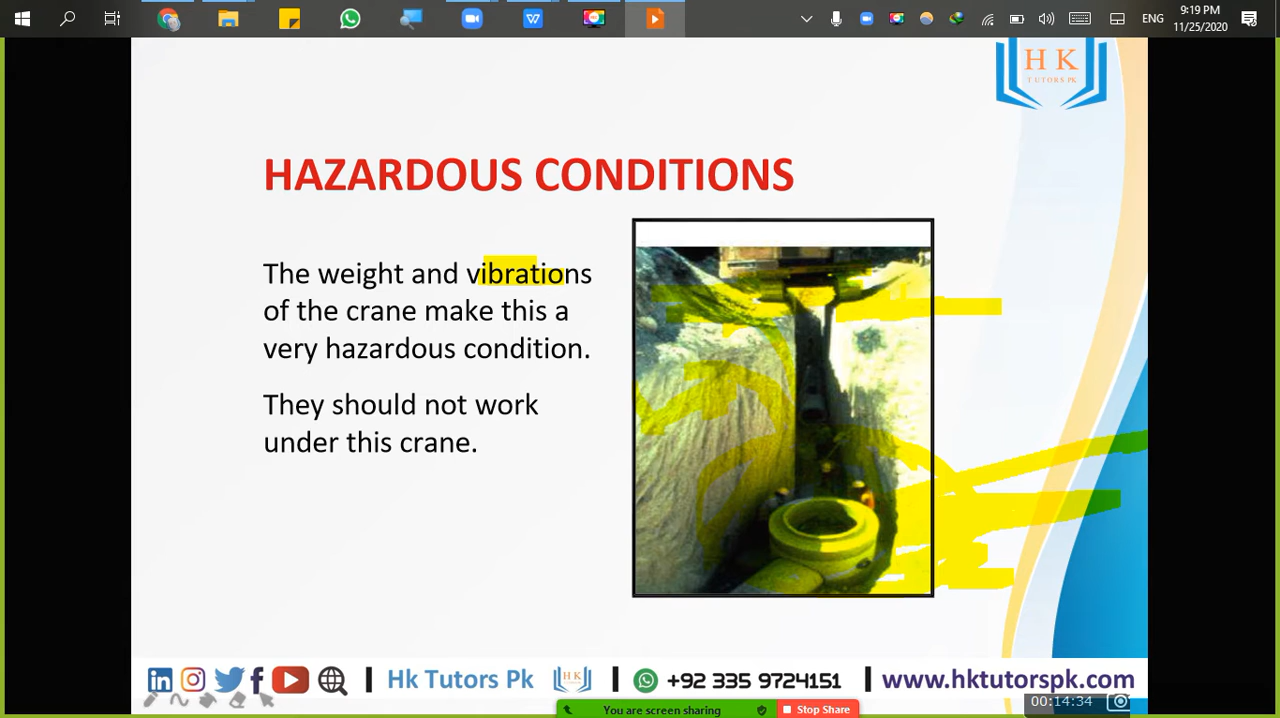 9:19 PM
ENG
11/25/2020
H K
TUTORS PK
HAZARDOUS CONDITIONS
The weight and vibrations
of the crane make this a
very hazardous condition.
They should not work
under this crane.
in | Hk Tutors Pk HK | +92 335 9724151 | www.hktutorspk.com
00:14:34
You are screen sharing Stop Share